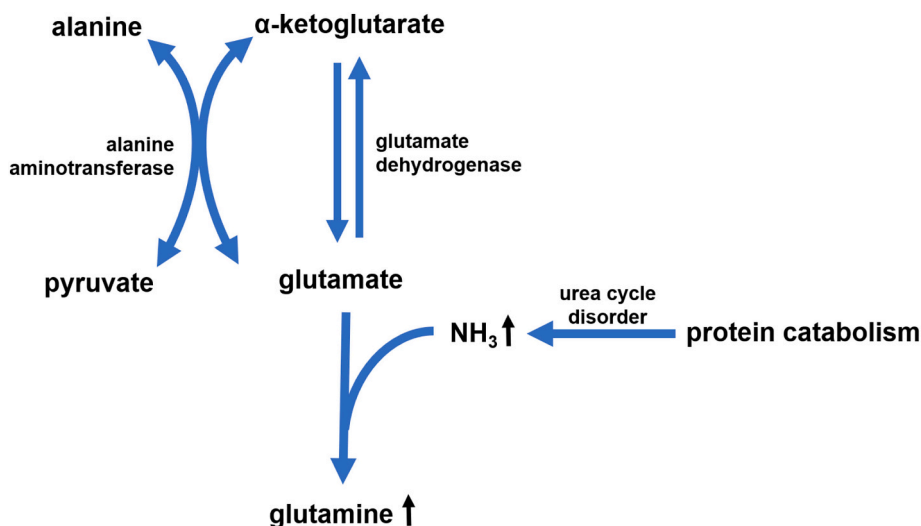 alanine
α-ketoglutarate
alanine
aminotransferase
glutamate
dehydrogenase
pyruvate
glutamate
urea cycle
disorder
NH₃
protein catabolism
glutamine